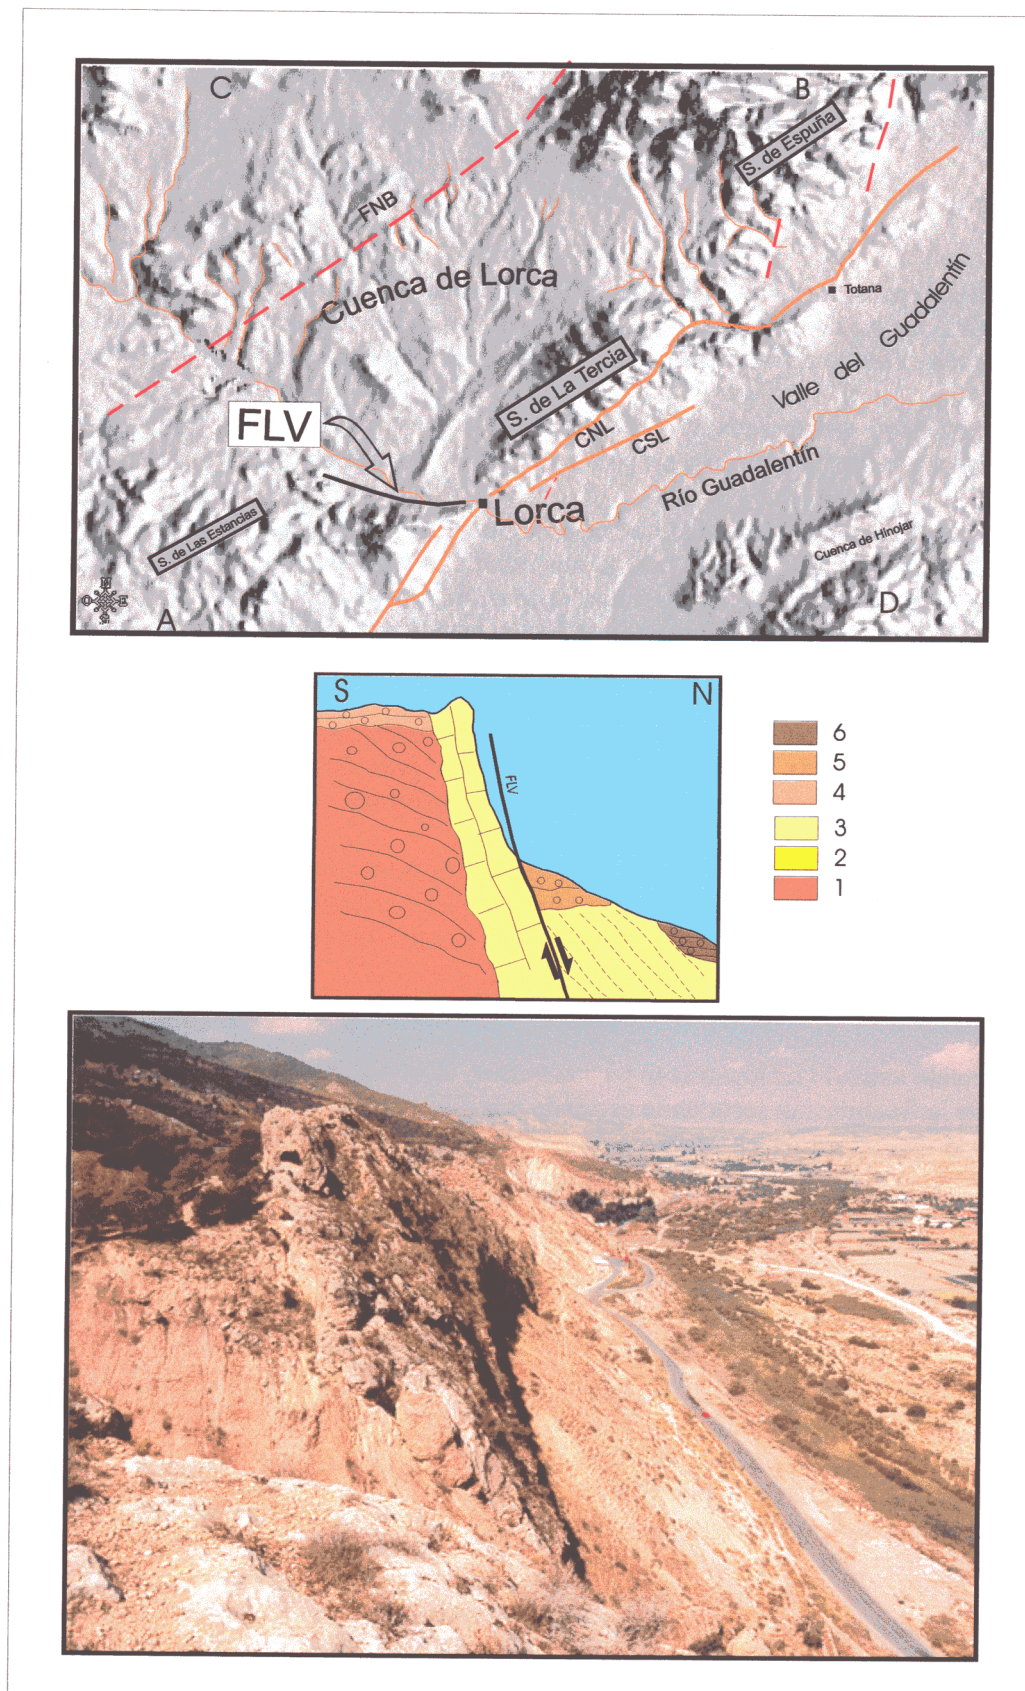 C
B
S. de Espuña
FNB
Cuenca de Lorca
Totana
Valle del Guadalentín
S. de La Tercia
FLV
CNL
CSL
Río Guadalentín
Lorca
S. de Las Estancias
Cuenca de Hinojar
N
O E
S
A
D
S N
FLV
6
5
4
3
2
1